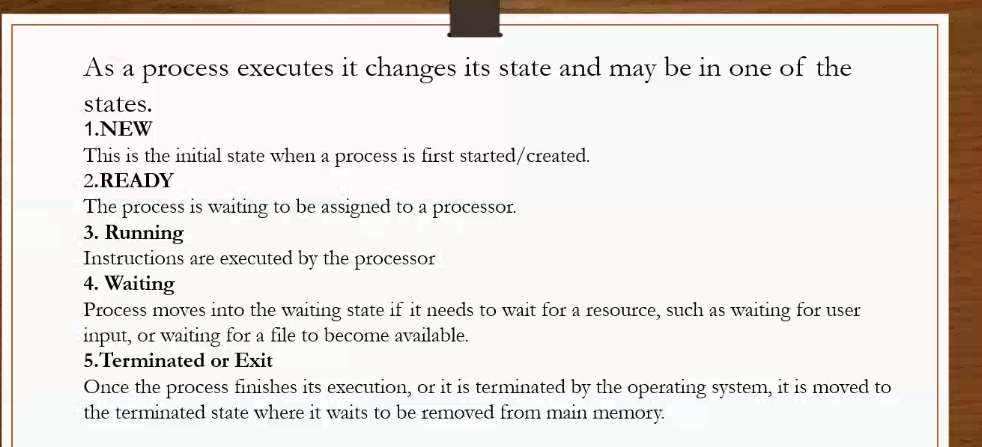 As a process executes it changes its state and may be in one of the
states.
1.NEW
This is the initial state when a process is first started/created.
2.READY
The process is waiting to be assigned to a processor.
3. Running
Instructions are executed by the processor
4. Waiting
Process moves into the waiting state if it needs to wait for a resource, such as waiting for user
input, or waiting for a file to become available.
5.Terminated or Exit
Once the process finishes its execution, or it is terminated by the operating system, it is moved to
the terminated state where it waits to be removed from main memory.